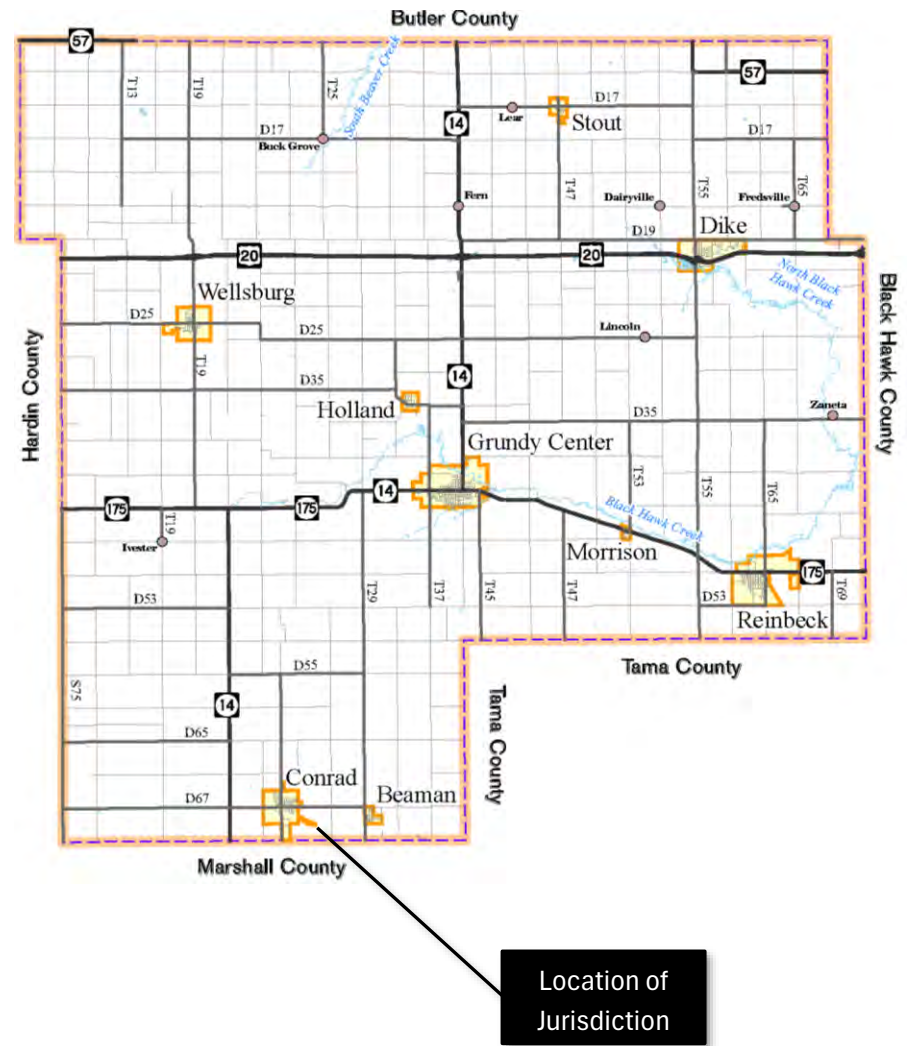 Butler County
57
57
T13
T19
T25
South Beaver Creek
14
Lear
D17
Stout
D17
Buck Grove
D17
Fern
T47
Dairyville
T55
Fredsville
T65
D19
Dike
20
20
North Black
Hawk Creek
Wellsburg
D25
D25
Lincoln
Hardin County
Black Hawk County
T19
D35
14
Holland
D35
Zaneta
Grundy Center
14
T53
T55
T65
175
175
T19
Ivester
Black Hawk Creek
Morrison
175
D53
T29
T37
T45
T47
D53
T69
Reinbeck
Tama County
D55
S75
14
Tama County
D65
Conrad
Beaman
D67
Marshall County
Location of
Jurisdiction